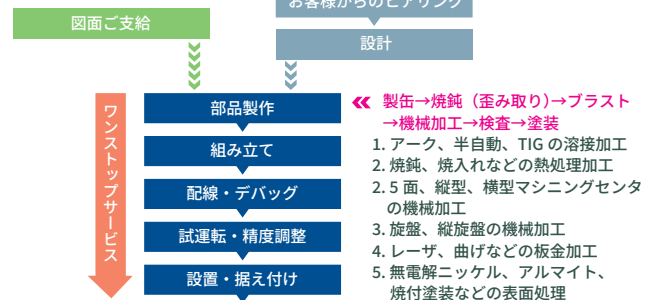 お客様からのヒアリング
図面ご支給
設計
ワンストップサービス
部品製作
組み立て
配線・デバッグ
試運転・精度調整
設置・据え付け
製缶→焼鈍（歪み取り）→ブラスト
→機械加工→検査→塗装
1. アーク、半自動、TIG の溶接加工
2. 焼鈍、焼入れなどの熱処理加工
2. 5 面、縦型、横型マシニングセンタ
の機械加工
3. 旋盤、縦旋盤の機械加工
4. レーザ、曲げなどの板金加工
5. 無電解ニッケル、アルマイト、
焼付塗装などの表面処理